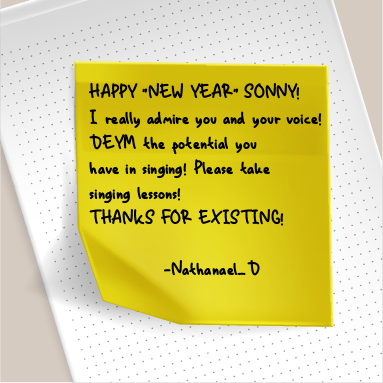 HAPPY "NEW YEAR" SONNY!
I really admire you and your voice!
DEYM the potential you
have in singing! Please take
singing lessons!
THANKS FOR EXISTING!
-Nathanael_D